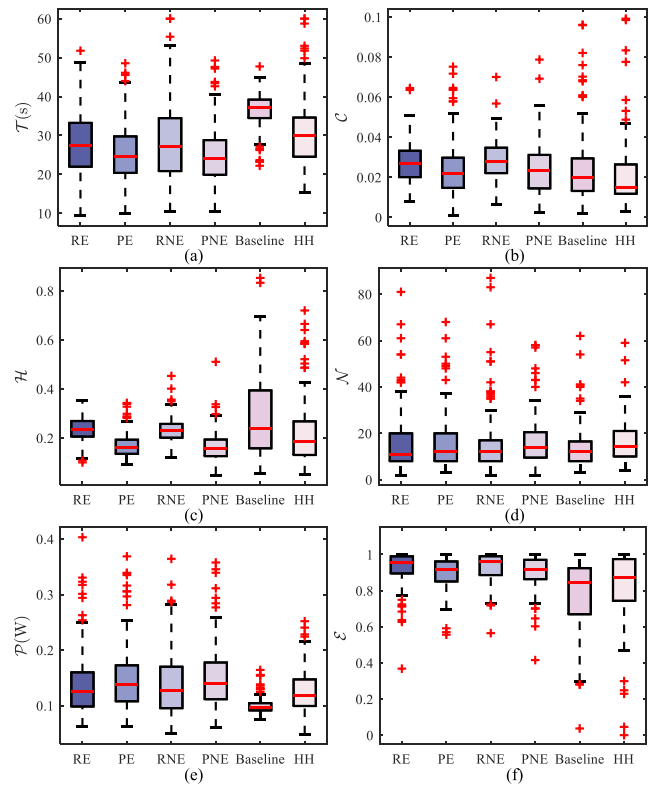 𝒯(s)
60
50
40
30
20
10
RE PE RNE PNE Baseline HH
(a)
𝒞
0.1
0.08
0.06
0.04
0.02
0
RE PE RNE PNE Baseline HH
(b)
ℋ
0.8
0.6
0.4
0.2
RE PE RNE PNE Baseline HH
(c)
𝒩
80
60
40
20
0
RE PE RNE PNE Baseline HH
(d)
𝒫(W)
0.4
0.3
0.2
0.1
RE PE RNE PNE Baseline HH
(e)
ℰ
1
0.8
0.6
0.4
0.2
0
RE PE RNE PNE Baseline HH
(f)